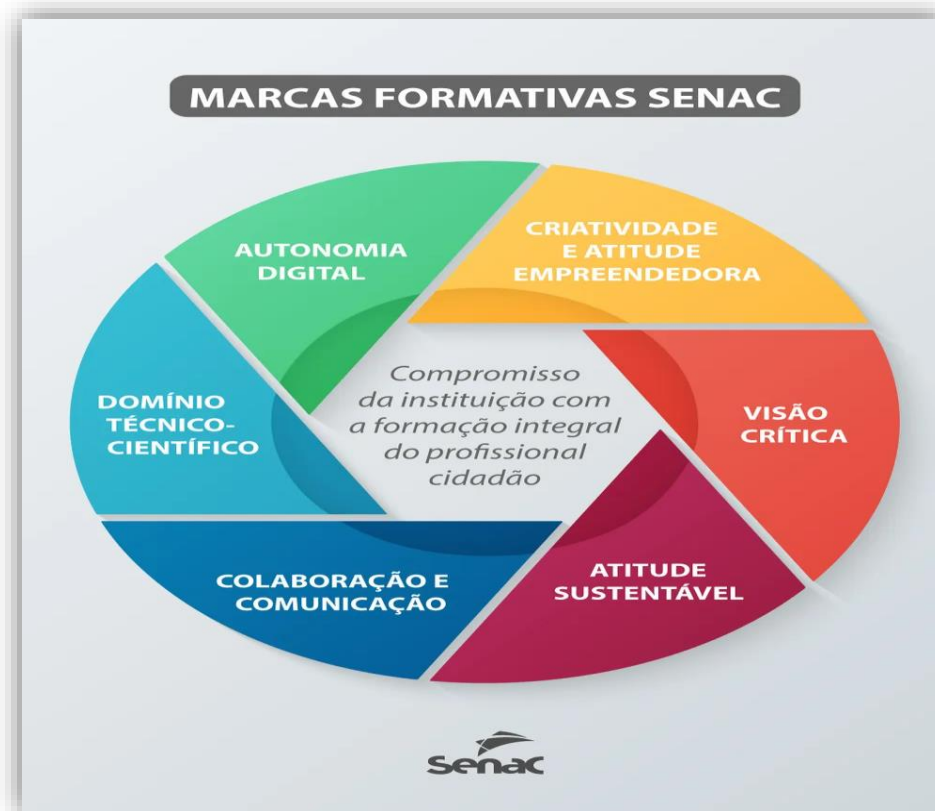 MARCAS FORMATIVAS SENAC
AUTONOMIA
DIGITAL
CRIATIVIDADE
E ATITUDE
EMPREENDEDORA
DOMÍNIO
TÉCNICO-
CIENTÍFICO
Compromisso
da instituição com
a formação integral
do profissional
cidadão
VISÃO
CRÍTICA
COLABORAÇÃO E
COMUNICAÇÃO
ATITUDE
SUSTENTÁVEL
Senac